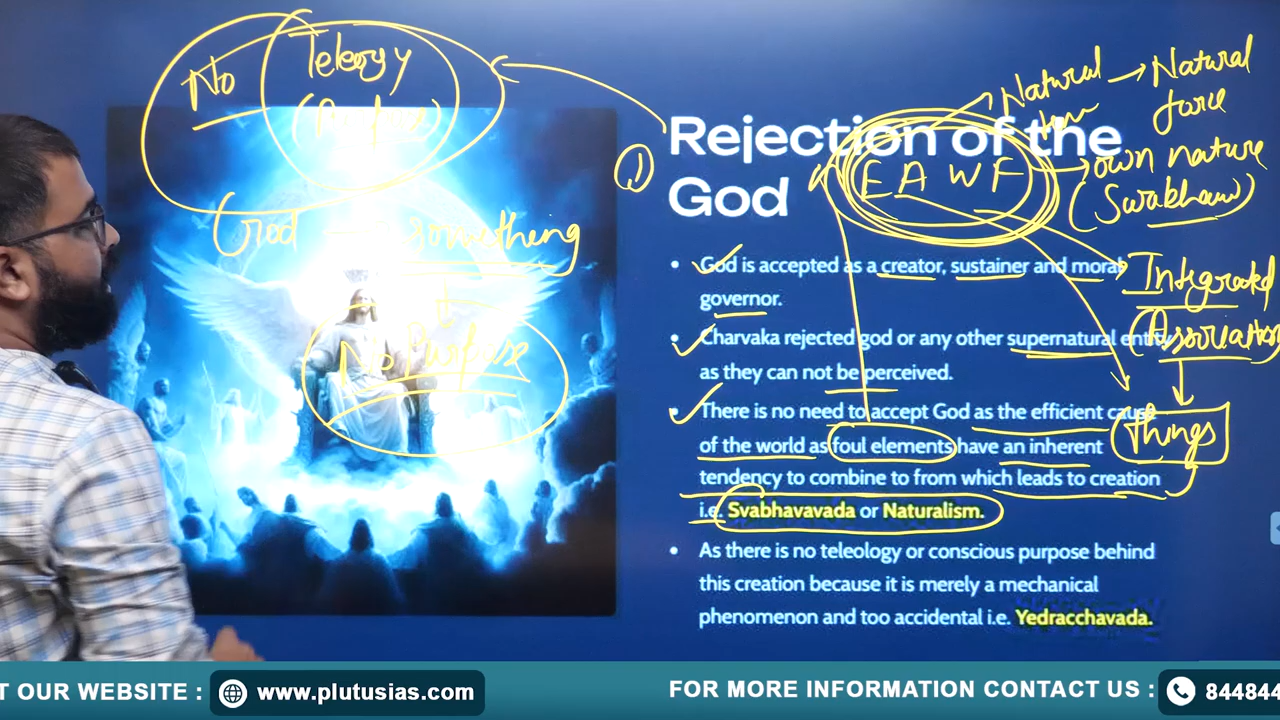 No
Teleogy
(Purpose)
God — something
No Purpose
Natural → Natural
force
own nature
(Swabhaw)
E A W F
Integrated
(Association
Things
①
Rejection of the
God
• God is accepted as a creator, sustainer and moral
governor.
• Charvaka rejected god or any other supernatural entity
as they can not be perceived.
• There is no need to accept God as the efficient cause
of the world as foul elements have an inherent
tendency to combine to from which leads to creation
i.e. Svabhavavada or Naturalism.
• As there is no teleology or conscious purpose behind
this creation because it is merely a mechanical
phenomenon and too accidental i.e. Yedracchavada.
T OUR WEBSITE : www.plutusias.com
FOR MORE INFORMATION CONTACT US : 84484